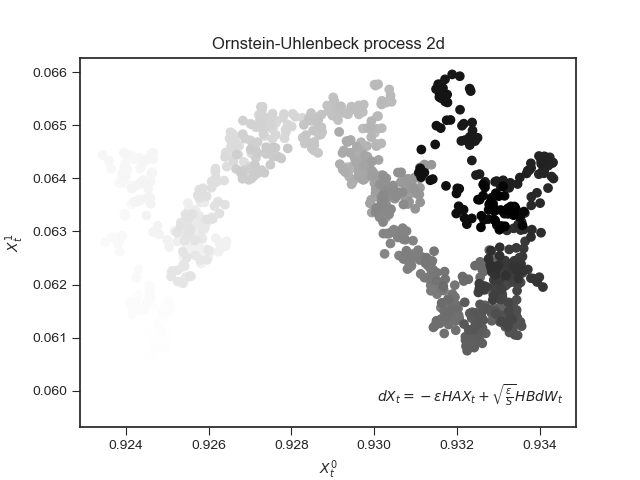 Ornstein-Uhlenbeck process 2d
0.066
0.065
0.064
0.063
0.062
0.061
0.060
X_t^1
dX_t = −εHAX_t + √(ε/S) HBdW_t
0.924 0.926 0.928 0.930 0.932 0.934
X_t^0